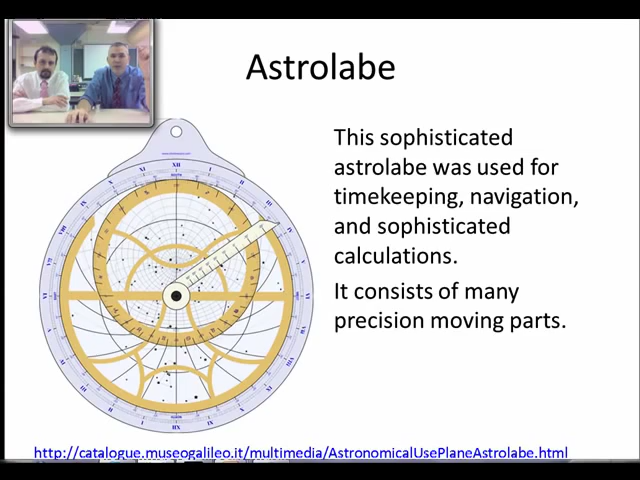 Astrolabe
This sophisticated
astrolabe was used for
timekeeping, navigation,
and sophisticated
calculations.
It consists of many
precision moving parts.
XII
http://catalogue.museogalileo.it/multimedia/AstronomicalUsePlaneAstrolabe.html